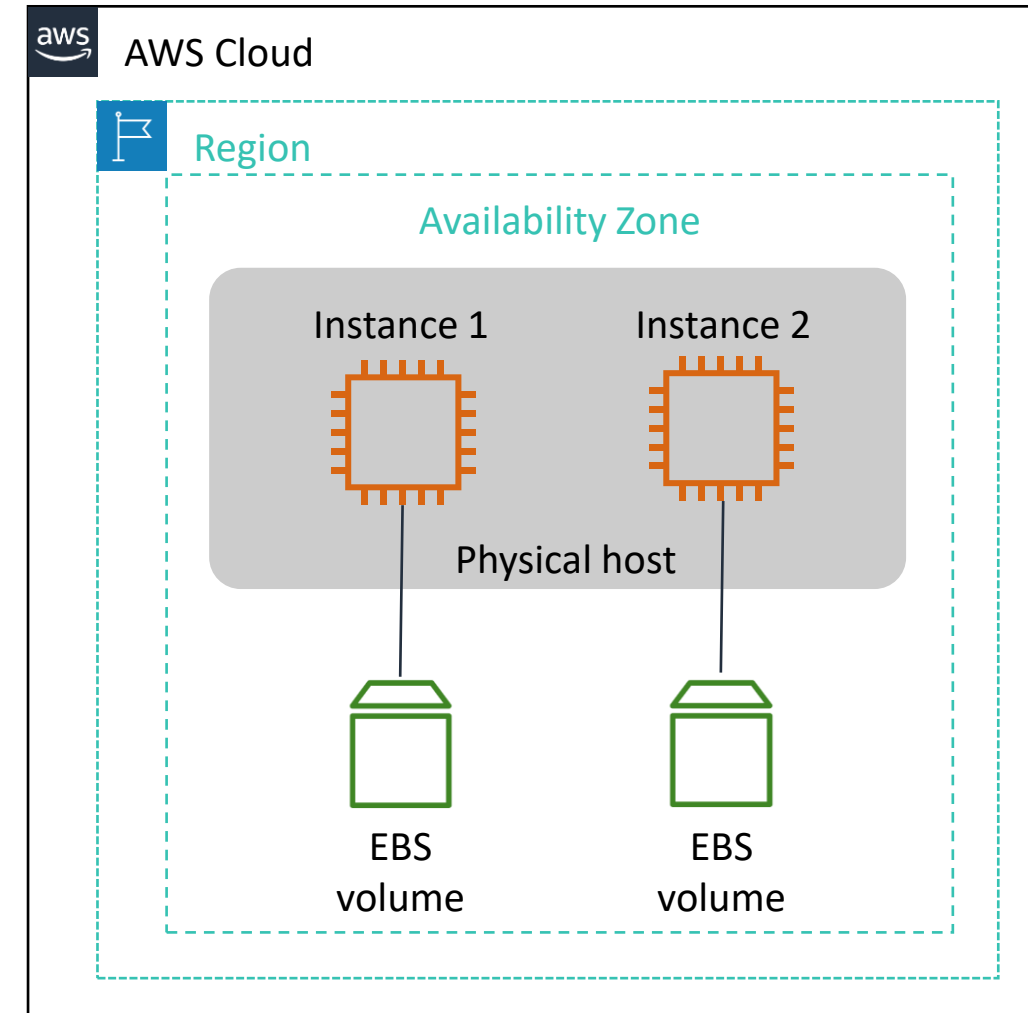 aws
AWS Cloud
Region
Availability Zone
Instance 1
Instance 2
Physical host
EBS
volume
EBS
volume